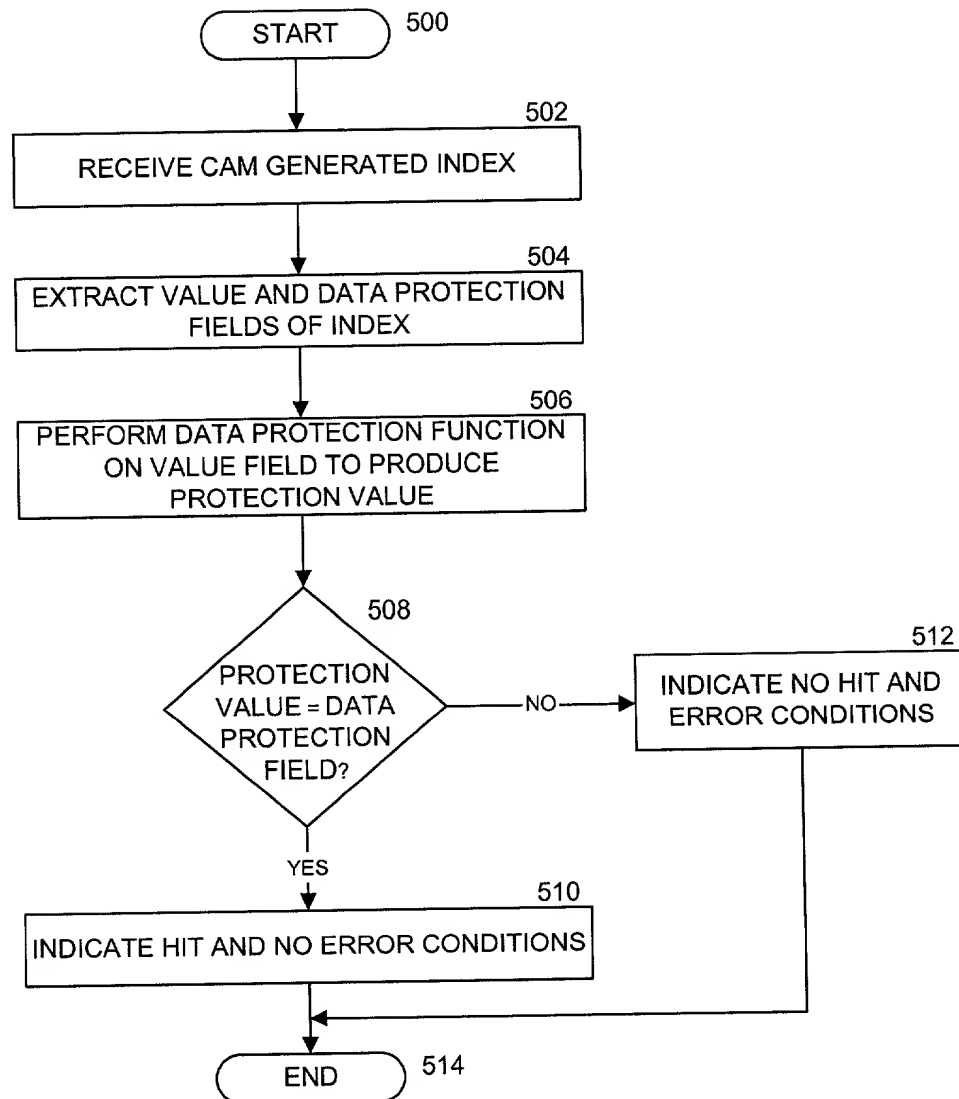 START
500
502
RECEIVE CAM GENERATED INDEX
504
EXTRACT VALUE AND DATA PROTECTION
FIELDS OF INDEX
506
PERFORM DATA PROTECTION FUNCTION
ON VALUE FIELD TO PRODUCE
PROTECTION VALUE
508
PROTECTION
VALUE = DATA
PROTECTION
FIELD?
NO
512
INDICATE NO HIT AND
ERROR CONDITIONS
YES
510
INDICATE HIT AND NO ERROR CONDITIONS
END
514